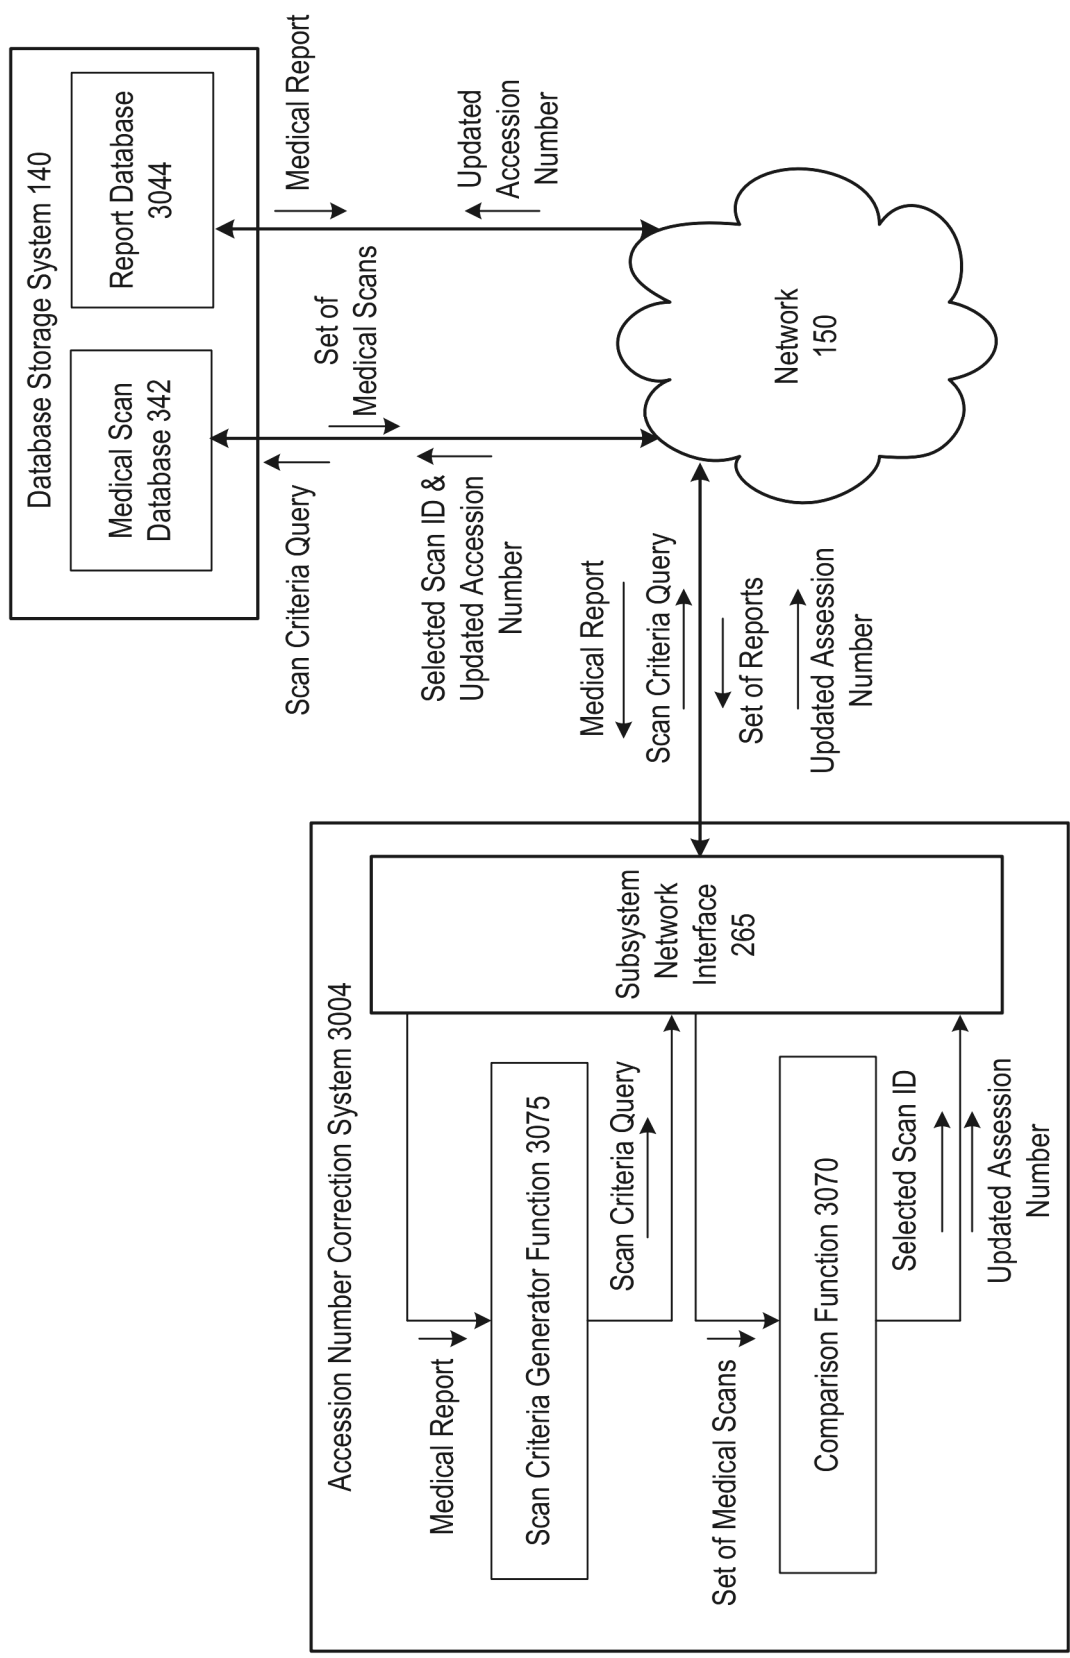 Accession Number Correction System 3004
Medical Report
Scan Criteria Generator Function 3075
Scan Criteria Query
Set of Medical Scans
Comparison Function 3070
Selected Scan ID
Updated Assession
Number
Subsystem
Network
Interface
265
Medical Report
Scan Criteria Query
Set of Reports
Updated Assession
Number
Database Storage System 140
Medical Scan
Database 342
Report Database
3044
Scan Criteria Query
Set of
Medical Scans
Medical Report
Selected Scan ID &
Updated Accession
Number
Updated
Accession
Number
Network
150